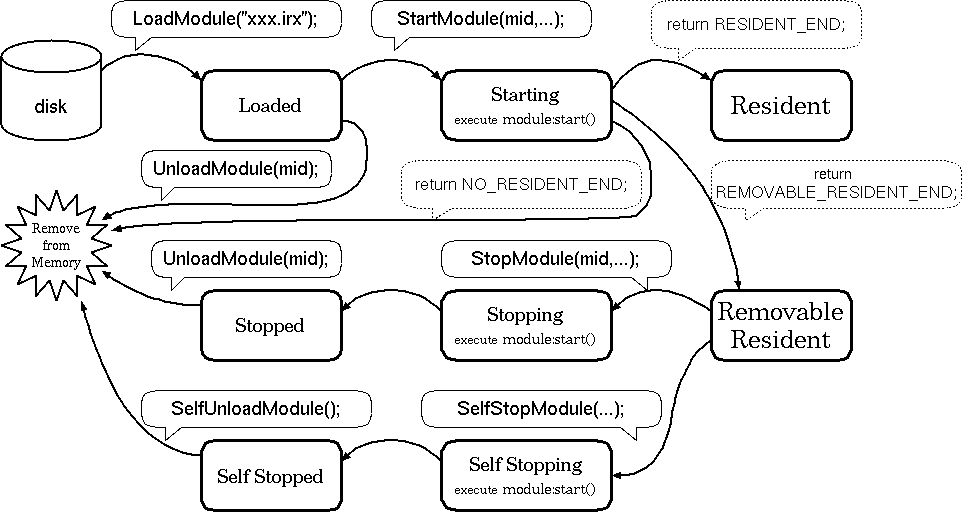 LoadModule("xxx.irx");
StartModule(mid,...);
return RESIDENT_END;
disk
Loaded
Starting
execute module:start()
Resident
UnloadModule(mid);
return NO_RESIDENT_END;
return
REMOVABLE_RESIDENT_END;
Remove
from
Memory
UnloadModule(mid);
StopModule(mid,...);
Stopped
Stopping
execute module:start()
Removable
Resident
SelfUnloadModule();
SelfStopModule(...);
Self Stopped
Self Stopping
execute module:start()